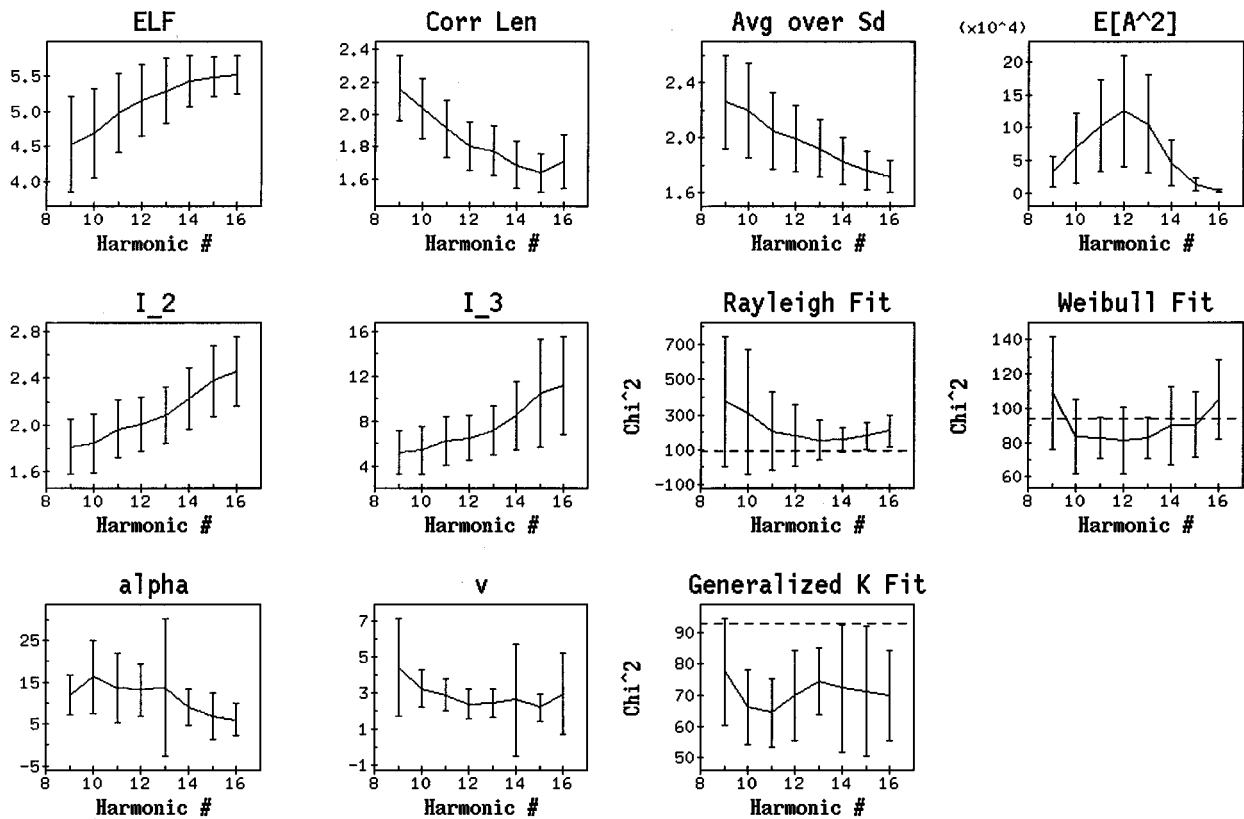 ELF
5.5
5.0
4.5
4.0
8 10 12 14 16
Harmonic #
Corr Len
2.4
2.2
2.0
1.8
1.6
8 10 12 14 16
Harmonic #
Avg over Sd
2.4
2.0
1.6
8 10 12 14 16
Harmonic #
(x10^4)
E[A^2]
20
15
10
5
0
8 10 12 14 16
Harmonic #
I_2
2.8
2.4
2.0
1.6
8 10 12 14 16
Harmonic #
I_3
16
12
8
4
8 10 12 14 16
Harmonic #
Rayleigh Fit
Chi^2
700
500
300
100
-100
8 10 12 14 16
Harmonic #
Weibull Fit
Chi^2
140
120
100
80
60
8 10 12 14 16
Harmonic #
alpha
25
15
5
-5
8 10 12 14 16
Harmonic #
v
7
5
3
1
-1
8 10 12 14 16
Harmonic #
Generalized K Fit
Chi^2
90
80
70
60
50
8 10 12 14 16
Harmonic #